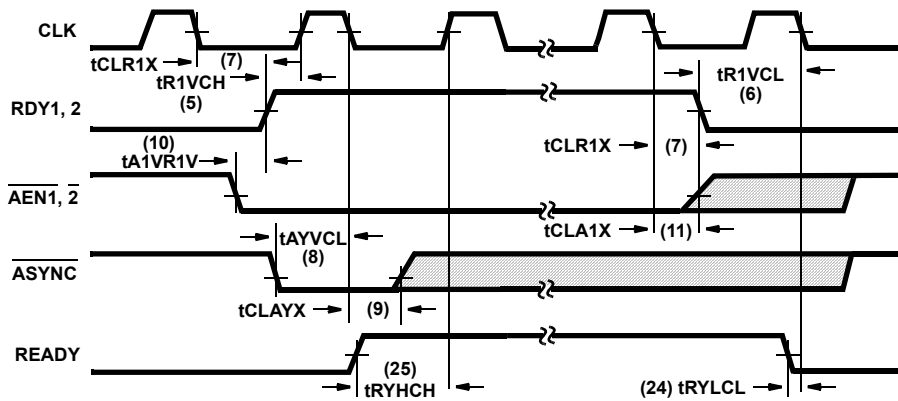 CLK
tCLR1X
(7)
tR1VCH
(5)
tR1VCL
(6)
RDY1, 2
(10)
tA1VR1V
tCLR1X
(7)
AEN1, 2
tCLA1X
(11)
tAYVCL
(8)
ASYNC
tCLAYX
(9)
READY
(25)
tRYHCH
(24) tRYLCL